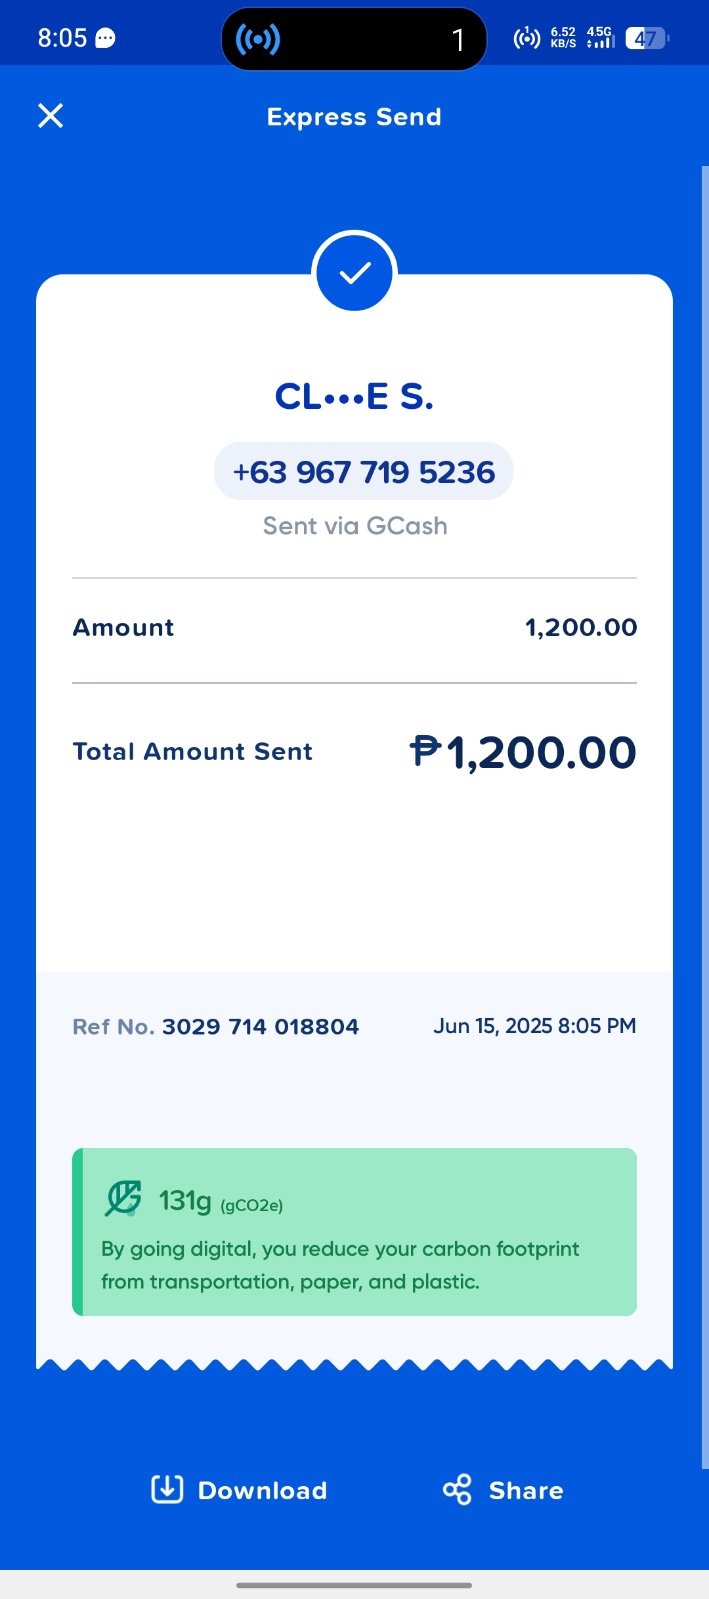 8:05
1
1
6.52
KB/S
4.5G
47
Express Send
CL•••E S.
+63 967 719 5236
Sent via GCash
Amount 1,200.00
Total Amount Sent ₱1,200.00
Ref No. 3029 714 018804 Jun 15, 2025 8:05 PM
131g (gCO2e)
By going digital, you reduce your carbon footprint
from transportation, paper, and plastic.
Download Share